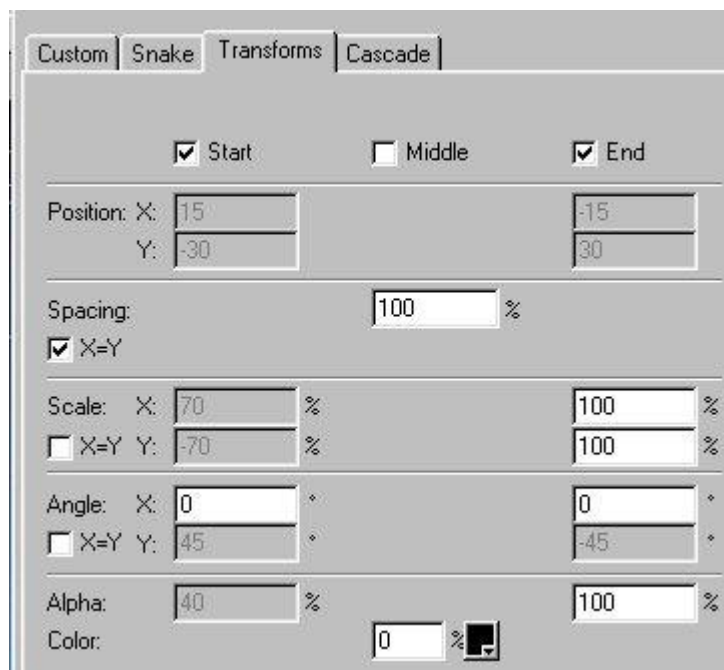 Custom Snake Transforms Cascade
Start Middle End
Position: X: 15 -15
Y: -30 30
Spacing: 100 %
X=Y
Scale: X: 70 % 100 %
X=Y Y: -70 % 100 %
Angle: X: 0 ° 0 °
X=Y Y: 45 ° -45 °
Alpha: 40 % 100 %
Color: 0 %